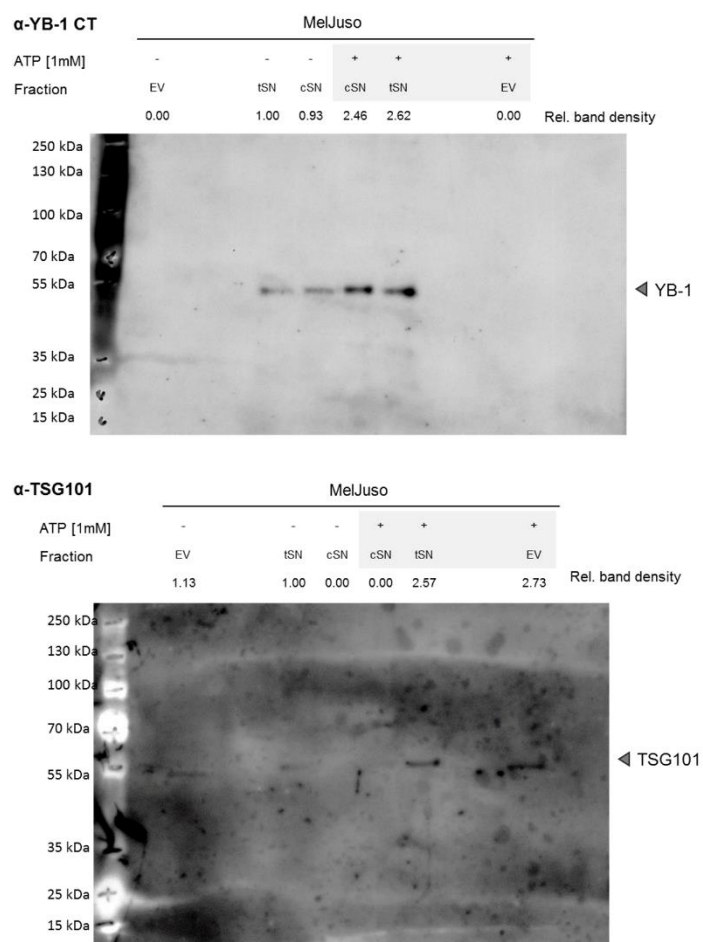 α-YB-1 CT MelJuso
ATP [1mM] - - - + + +
Fraction EV tSN cSN cSN tSN EV
0.00 1.00 0.93 2.46 2.62 0.00 Rel. band density
250 kDa
130 kDa
100 kDa
70 kDa
55 kDa
YB-1
35 kDa
25 kDa
15 kDa
α-TSG101 MelJuso
ATP [1mM] - - - + + +
Fraction EV tSN cSN cSN tSN EV
1.13 1.00 0.00 0.00 2.57 2.73 Rel. band density
250 kDa
130 kDa
100 kDa
70 kDa
TSG101
55 kDa
35 kDa
25 kDa
15 kDa